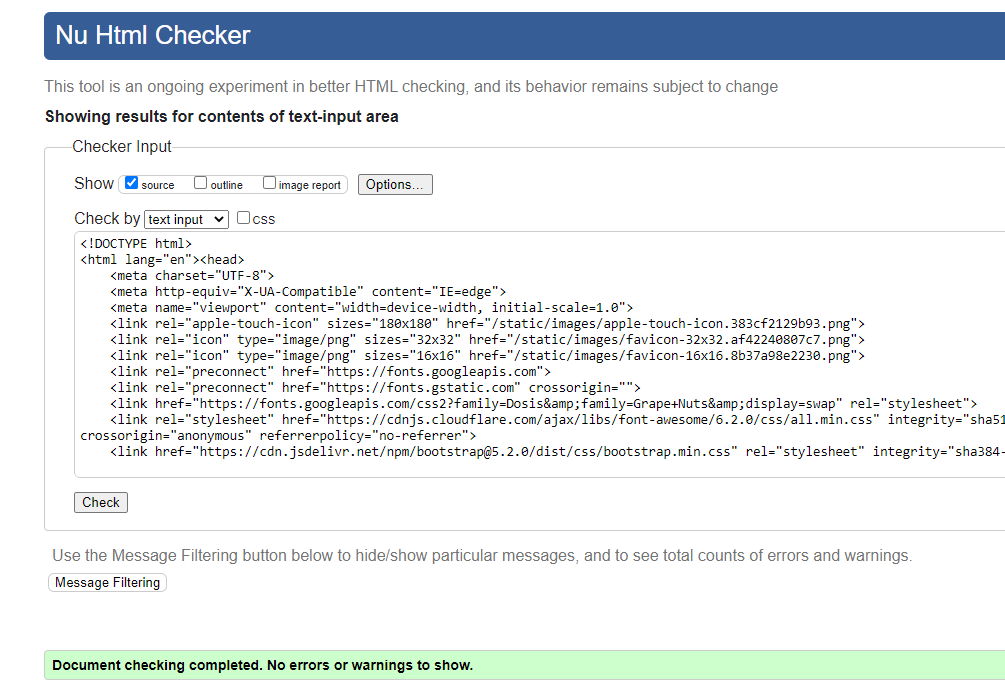 Nu Html Checker
This tool is an ongoing experiment in better HTML checking, and its behavior remains subject to change
Showing results for contents of text-input area
Checker Input
Show source outline image report Options...
Check by text input css
<!DOCTYPE html>
<html lang="en"><head>
    <meta charset="UTF-8">
    <meta http-equiv="X-UA-Compatible" content="IE=edge">
    <meta name="viewport" content="width=device-width, initial-scale=1.0">
    <link rel="apple-touch-icon" sizes="180x180" href="/static/images/apple-touch-icon.383cf2129b93.png">
    <link rel="icon" type="image/png" sizes="32x32" href="/static/images/favicon-32x32.af42240807c7.png">
    <link rel="icon" type="image/png" sizes="16x16" href="/static/images/favicon-16x16.8b37a98e2230.png">
    <link rel="preconnect" href="https://fonts.googleapis.com">
    <link rel="preconnect" href="https://fonts.gstatic.com" crossorigin="">
    <link href="https://fonts.googleapis.com/css2?family=Dosis&amp;family=Grape+Nuts&amp;display=swap" rel="stylesheet">
    <link rel="stylesheet" href="https://cdnjs.cloudflare.com/ajax/libs/font-awesome/6.2.0/css/all.min.css" integrity="sha51
crossorigin="anonymous" referrerpolicy="no-referrer">
    <link href="https://cdn.jsdelivr.net/npm/bootstrap@5.2.0/dist/css/bootstrap.min.css" rel="stylesheet" integrity="sha384-
Check
Use the Message Filtering button below to hide/show particular messages, and to see total counts of errors and warnings.
Message Filtering
Document checking completed. No errors or warnings to show.